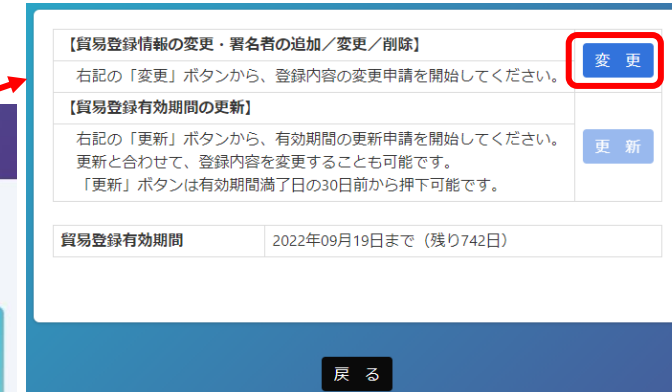 【貿易登録情報の変更・署名者の追加／変更／削除】
右記の「変更」ボタンから、登録内容の変更申請を開始してください。
変　更
【貿易登録有効期間の更新】
右記の「更新」ボタンから、有効期間の更新申請を開始してください。
更新と合わせて、登録内容を変更することも可能です。
「更新」ボタンは有効期間満了日の30日前から押下可能です。
更　新
貿易登録有効期間
2022年09月19日まで（残り742日）
戻　る